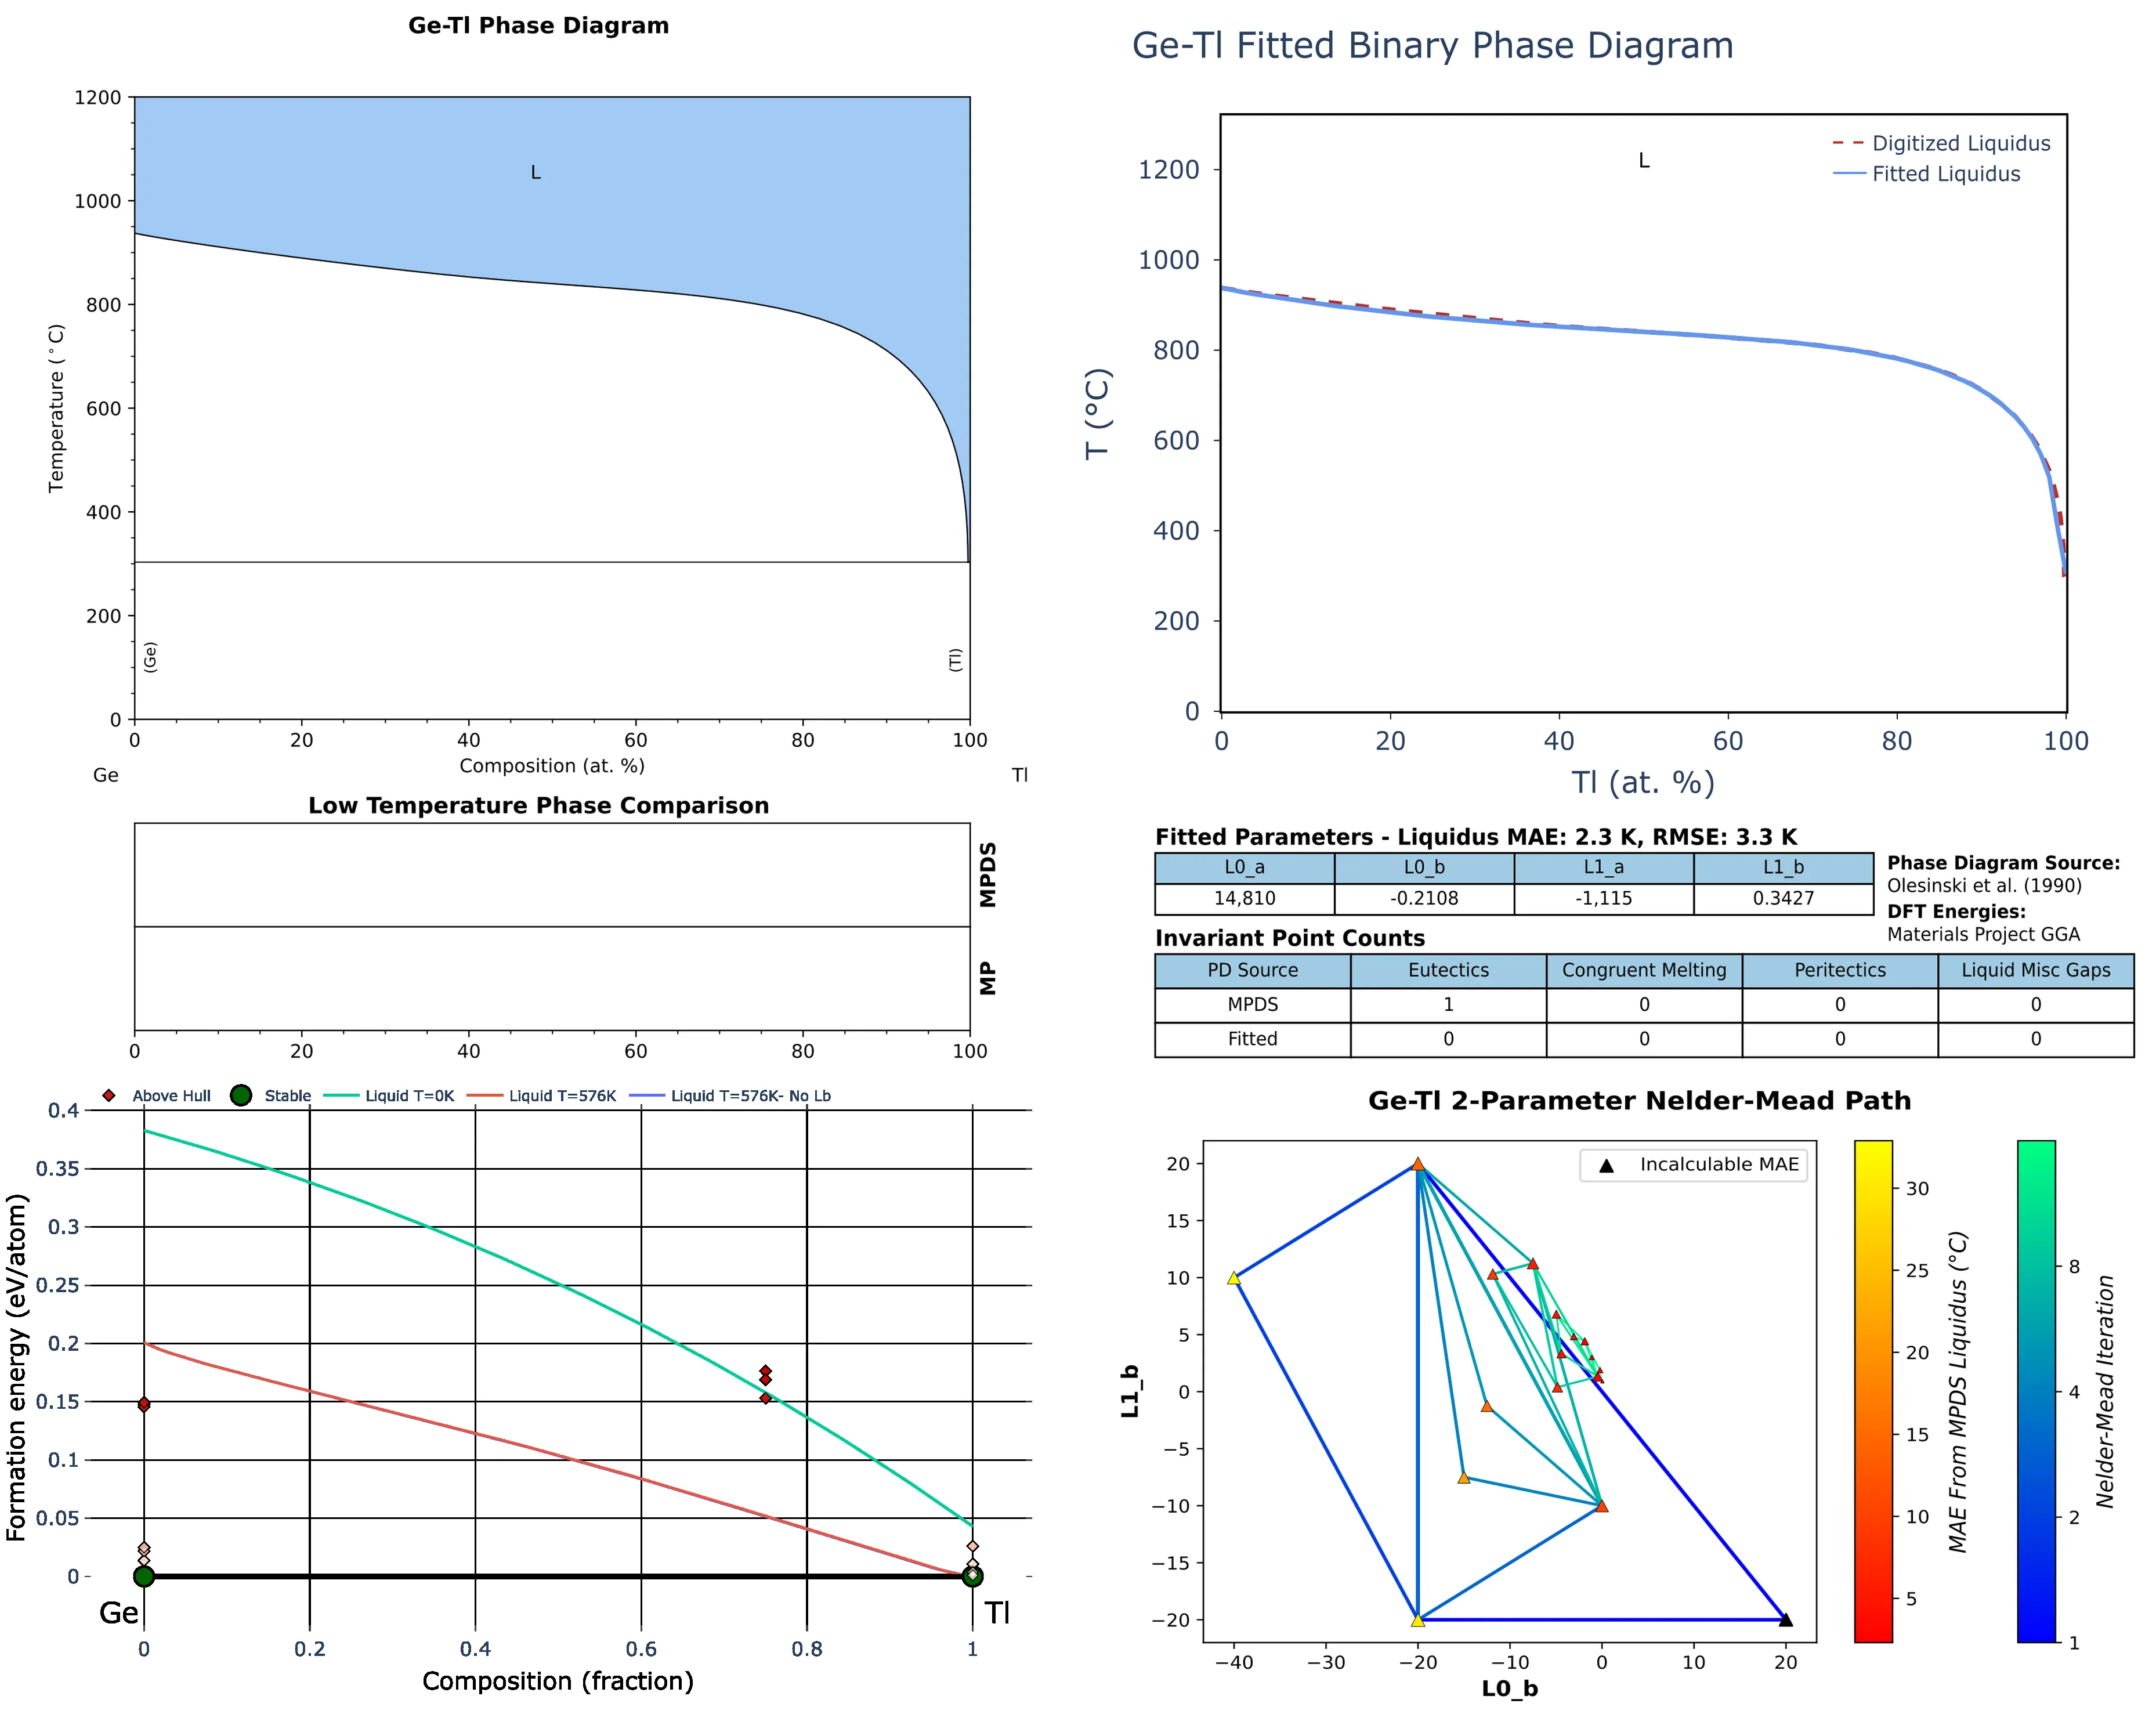 Ge-Tl Phase Diagram
1200
1000
800
600
400
200
0
Temperature (°C)
L
(Ge)
(Tl)
0 20 40 60 80 100
Composition (at. %)
Ge Tl
Low Temperature Phase Comparison
MPDS
MP
0 20 40 60 80 100
Ge-Tl Fitted Binary Phase Diagram
L
Digitized Liquidus
Fitted Liquidus
1200
1000
800
600
400
200
0
T (°C)
0 20 40 60 80 100
Tl (at. %)
Fitted Parameters - Liquidus MAE: 2.3 K, RMSE: 3.3 K
L0_a L0_b L1_a L1_b
14,810 -0.2108 -1,115 0.3427
Phase Diagram Source:
Olesinski et al. (1990)
DFT Energies:
Materials Project GGA
Invariant Point Counts
PD Source Eutectics Congruent Melting Peritectics Liquid Misc Gaps
MPDS 1 0 0 0
Fitted 0 0 0 0
Above Hull Stable Liquid T=0K Liquid T=576K Liquid T=576K- No Lb
0.4
0.35
0.3
0.25
0.2
0.15
0.1
0.05
0
Formation energy (eV/atom)
Ge Tl
0 0.2 0.4 0.6 0.8 1
Composition (fraction)
Ge-Tl 2-Parameter Nelder-Mead Path
Incalculable MAE
20
15
10
5
0
−5
−10
−15
−20
L1_b
−40 −30 −20 −10 0 10 20
L0_b
30
25
20
15
10
5
MAE From MPDS Liquidus (°C)
8
4
2
1
Nelder-Mead Iteration